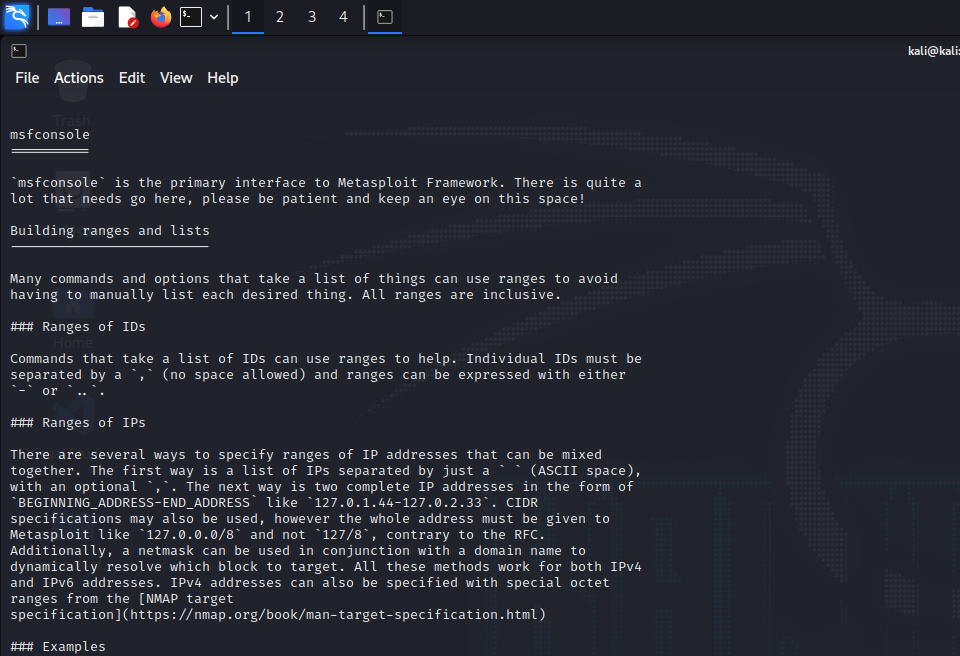 1 2 3 4
kali@kali:
File Actions Edit View Help
Trash
msfconsole
`msfconsole` is the primary interface to Metasploit Framework. There is quite a
lot that needs go here, please be patient and keep an eye on this space!
Building ranges and lists
Many commands and options that take a list of things can use ranges to avoid
having to manually list each desired thing. All ranges are inclusive.
### Ranges of IDs
Home
Commands that take a list of IDs can use ranges to help. Individual IDs must be
separated by a `,` (no space allowed) and ranges can be expressed with either
`-` or `..`.
### Ranges of IPs
There are several ways to specify ranges of IP addresses that can be mixed
together. The first way is a list of IPs separated by just a ` ` (ASCII space),
with an optional `,`. The next way is two complete IP addresses in the form of
`BEGINNING_ADDRESS-END_ADDRESS` like `127.0.1.44-127.0.2.33`. CIDR
specifications may also be used, however the whole address must be given to
Metasploit like `127.0.0.0/8` and not `127/8`, contrary to the RFC.
Additionally, a netmask can be used in conjunction with a domain name to
dynamically resolve which block to target. All these methods work for both IPv4
and IPv6 addresses. IPv4 addresses can also be specified with special octet
ranges from the [NMAP target
specification](https://nmap.org/book/man-target-specification.html)
### Examples